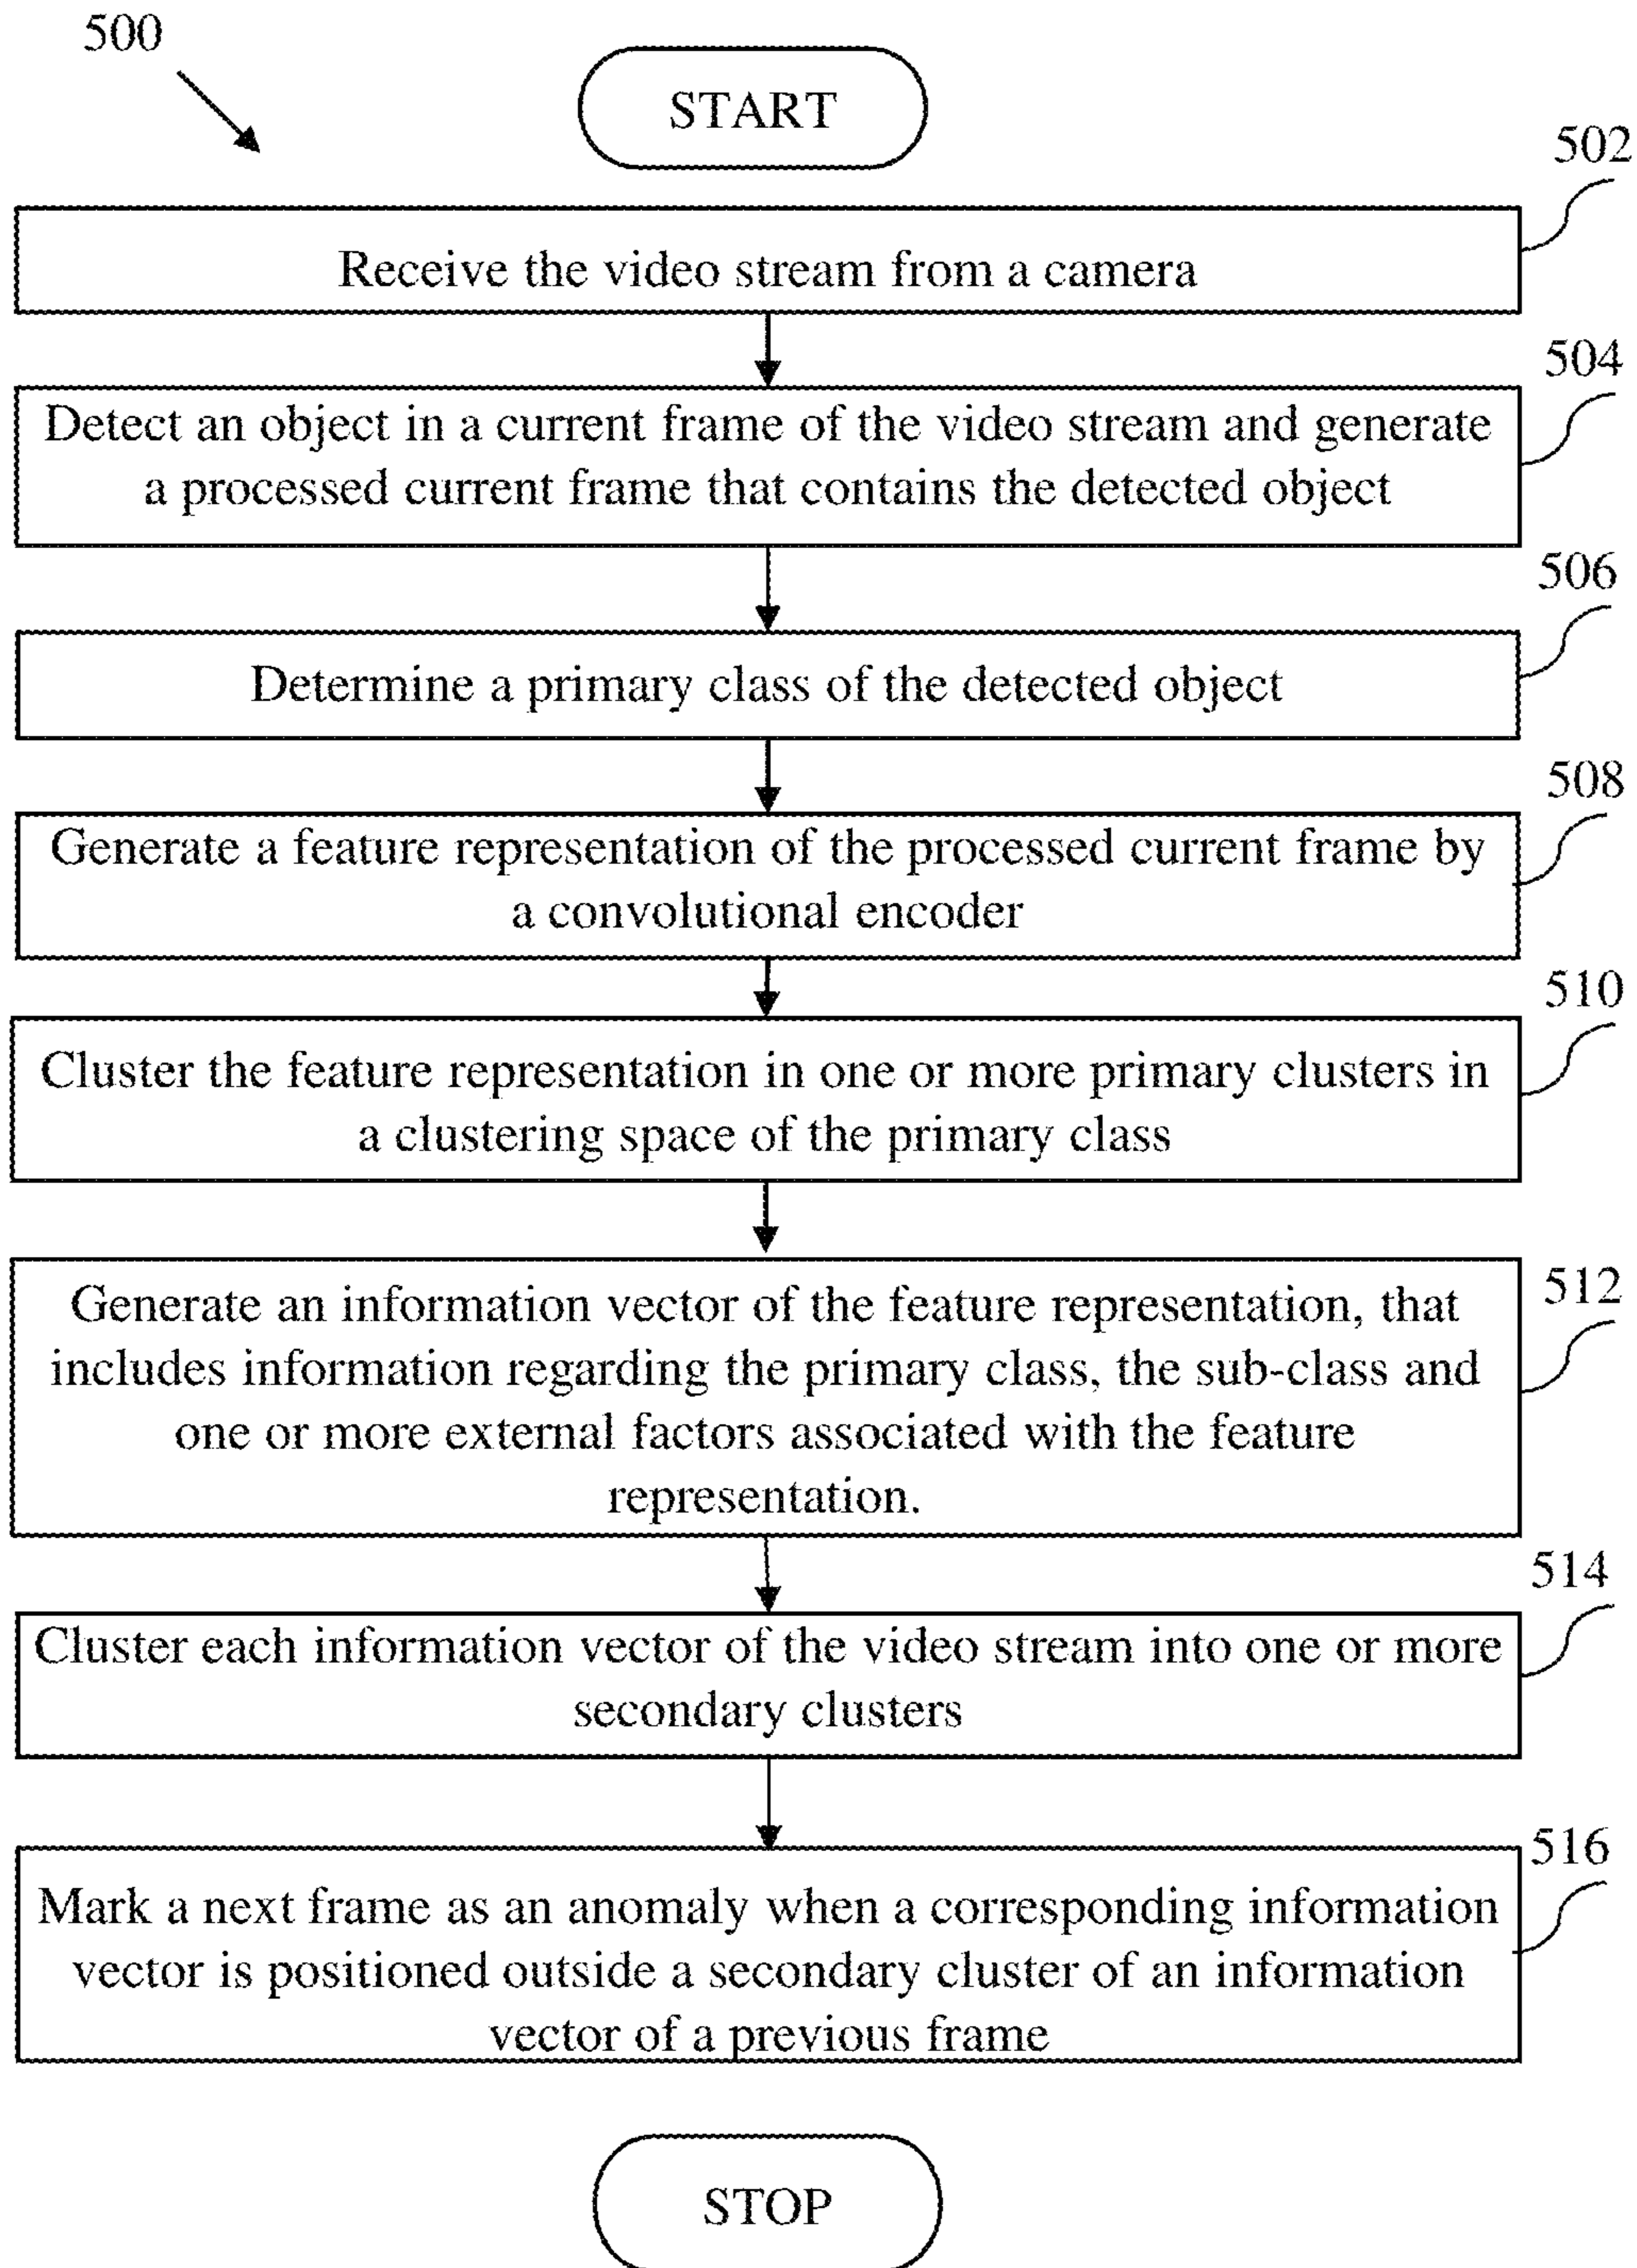 500
START
502
Receive the video stream from a camera
504
Detect an object in a current frame of the video stream and generate
a processed current frame that contains the detected object
506
Determine a primary class of the detected object
508
Generate a feature representation of the processed current frame by
a convolutional encoder
510
Cluster the feature representation in one or more primary clusters in
a clustering space of the primary class
512
Generate an information vector of the feature representation, that
includes information regarding the primary class, the sub-class and
one or more external factors associated with the feature
representation.
514
Cluster each information vector of the video stream into one or more
secondary clusters
516
Mark a next frame as an anomaly when a corresponding information
vector is positioned outside a secondary cluster of an information
vector of a previous frame
STOP